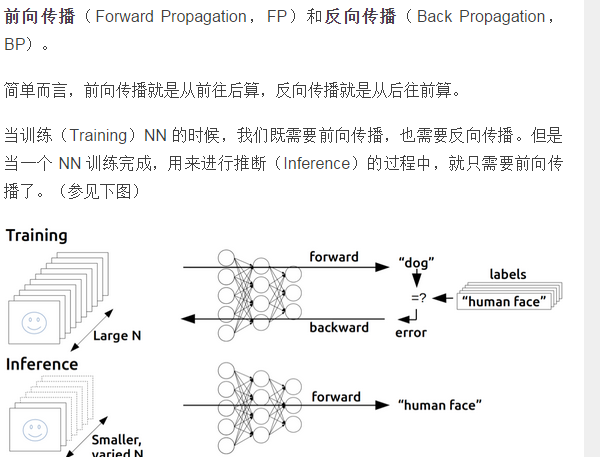 前向传播（Forward Propagation，FP）和反向传播（Back Propagation，
BP）。
简单而言，前向传播就是从前往后算，反向传播就是从后往前算。
当训练（Training）NN 的时候，我们既需要前向传播，也需要反向传播。但是
当一个 NN 训练完成，用来进行推断（Inference）的过程中，就只需要前向传
播了。（参见下图）
Training
forward
“dog”
labels
=?
“human face”
Large N
backward
error
Inference
forward
“human face”
Smaller,
varied N